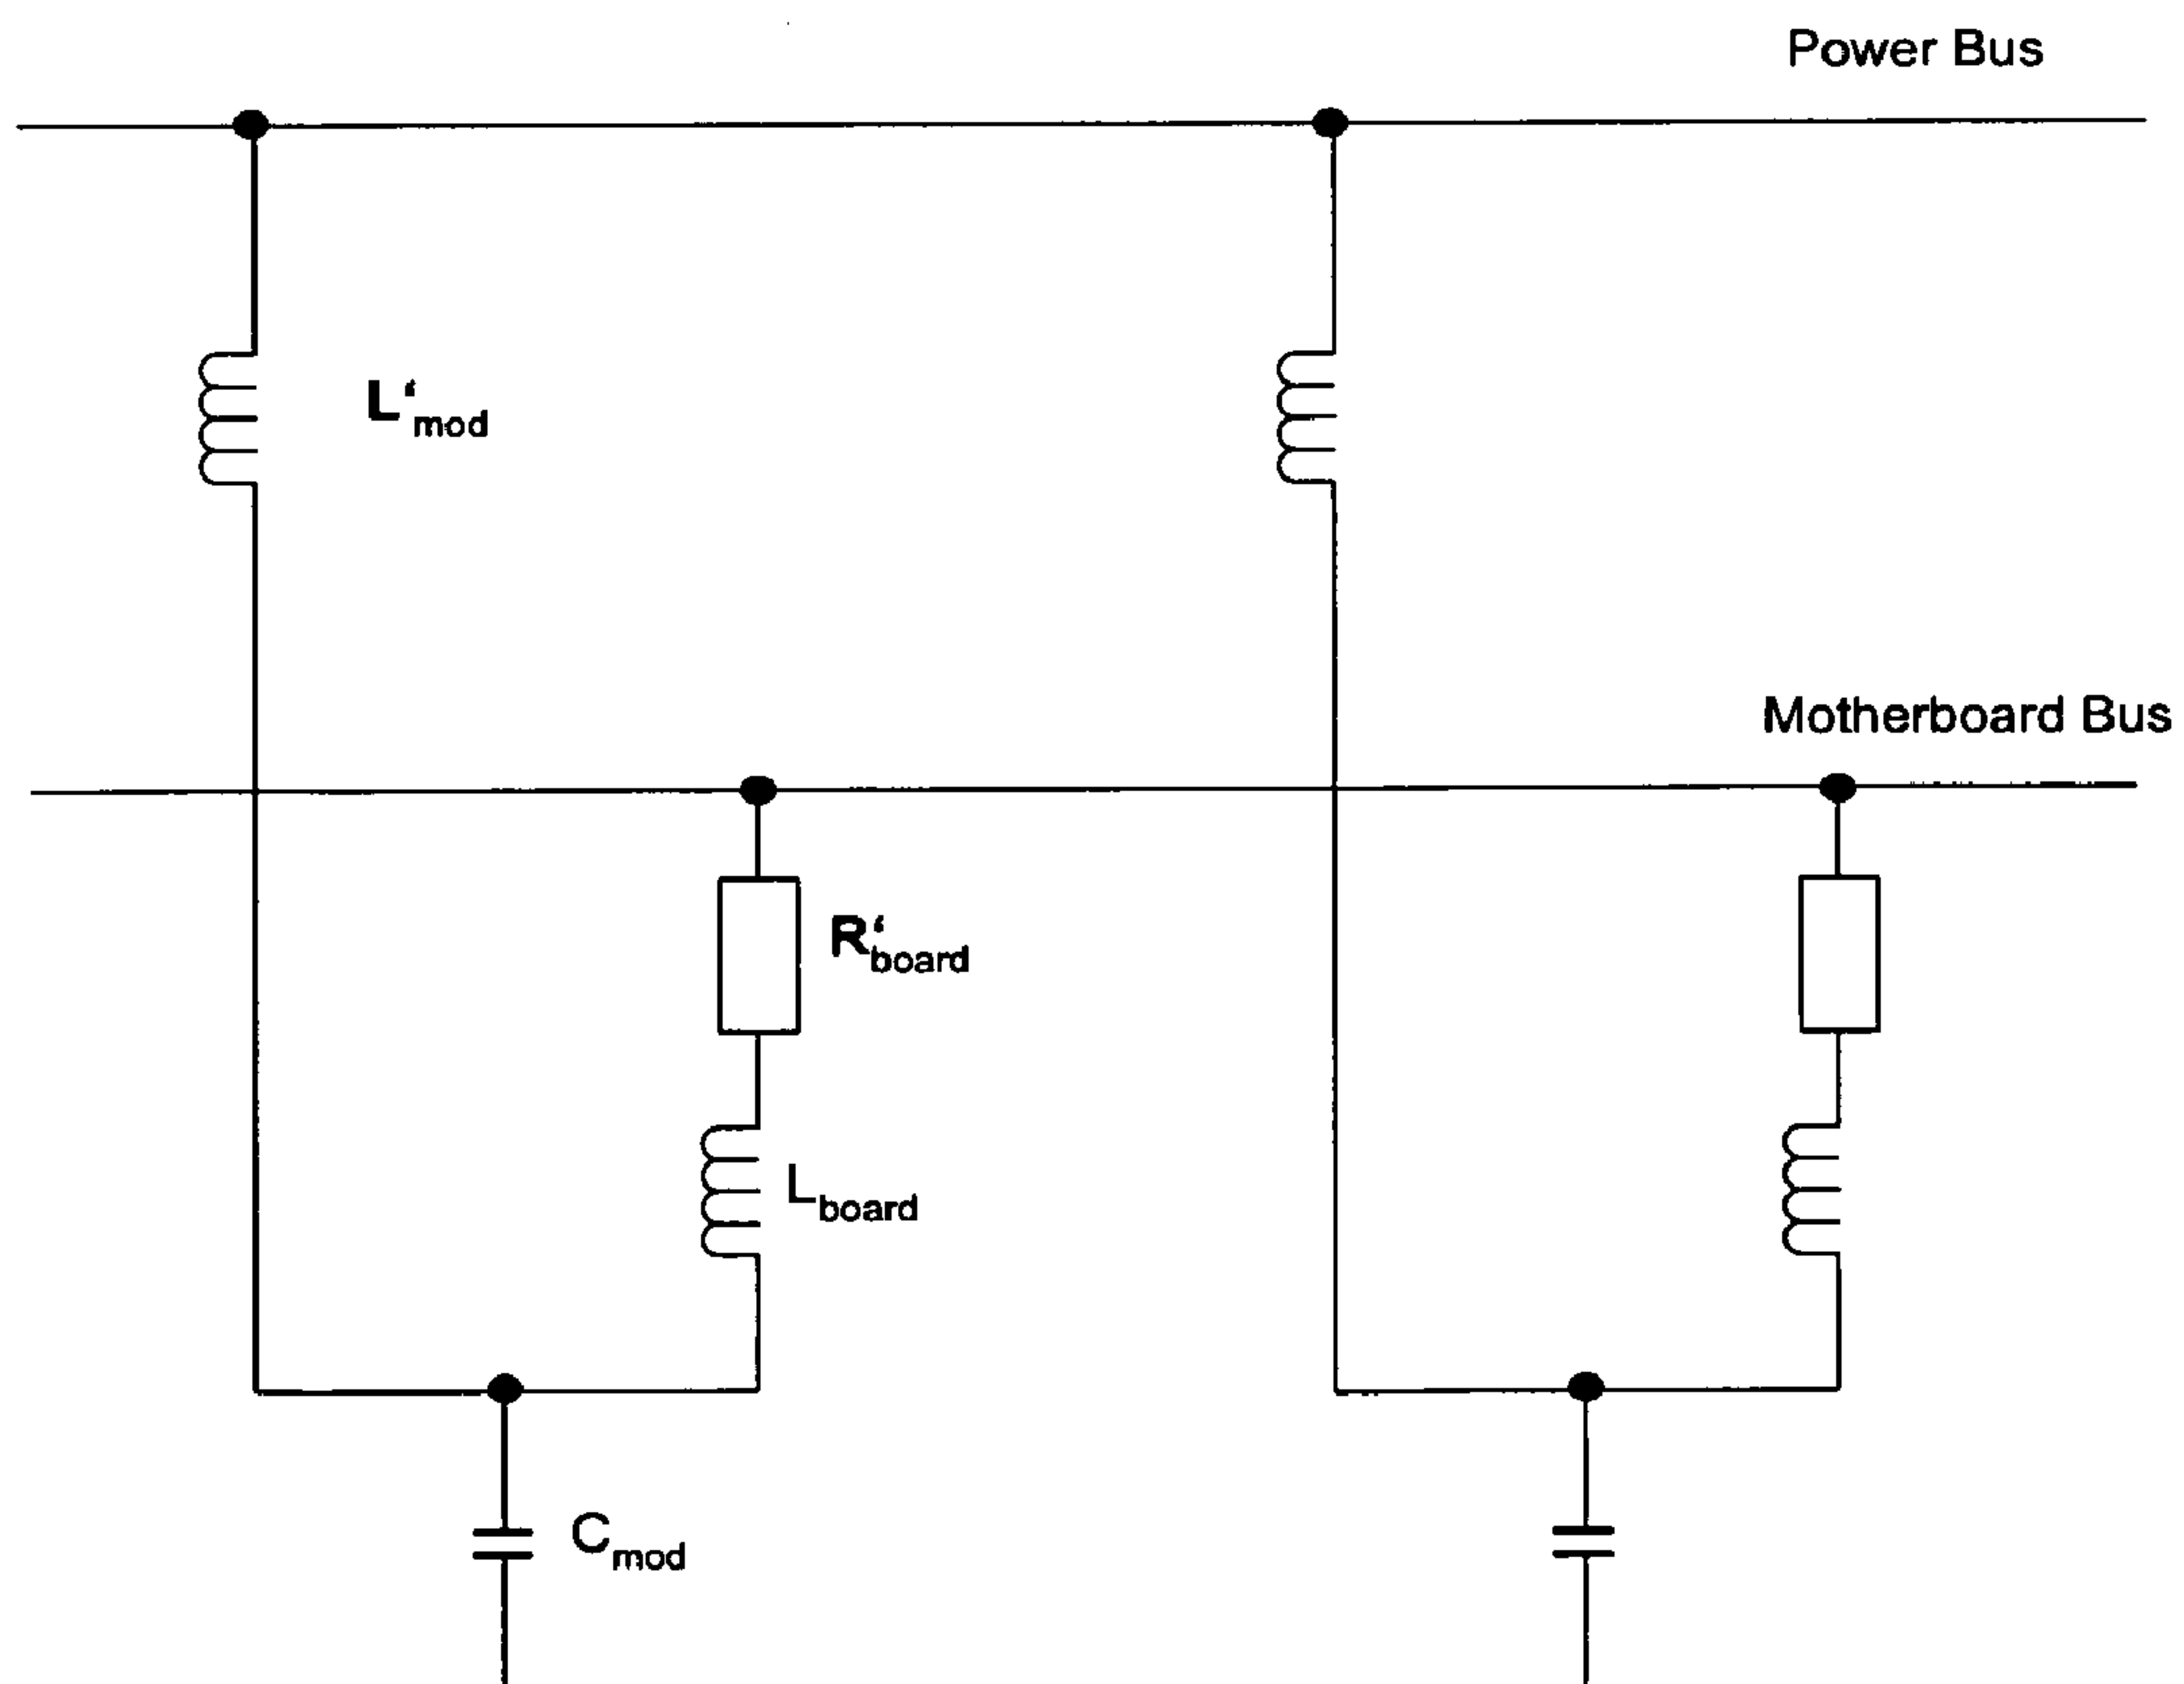 Power Bus
L‘mod
Motherboard Bus
R‘board
Lboard
Cmod